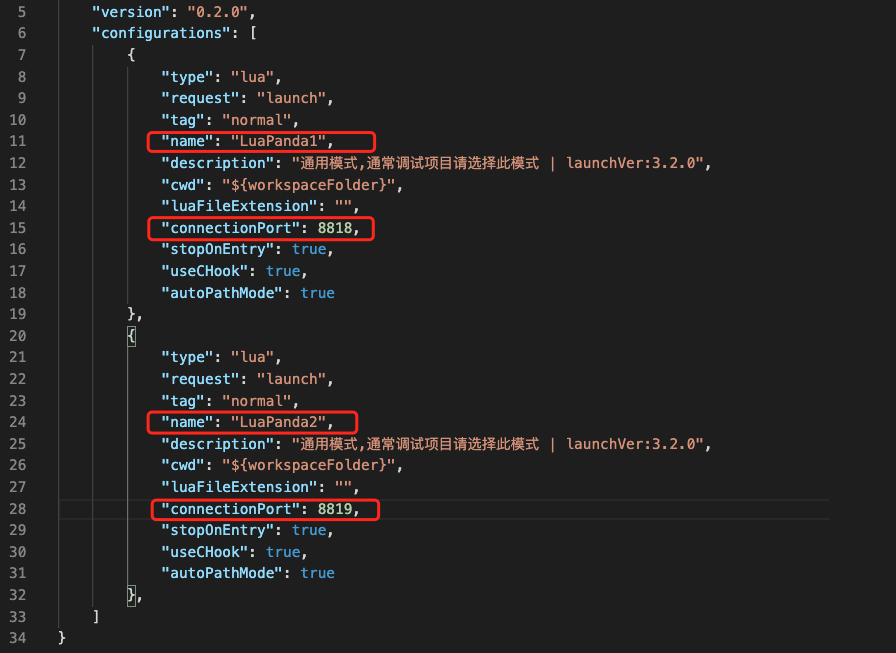 5 "version": "0.2.0",
6 "configurations": [
7 {
8 "type": "lua",
9 "request": "launch",
10 "tag": "normal",
11 "name": "LuaPanda1",
12 "description": "通用模式,通常调试项目请选择此模式 | launchVer:3.2.0",
13 "cwd": "${workspaceFolder}",
14 "luaFileExtension": "",
15 "connectionPort": 8818,
16 "stopOnEntry": true,
17 "useCHook": true,
18 "autoPathMode": true
19 },
20 {
21 "type": "lua",
22 "request": "launch",
23 "tag": "normal",
24 "name": "LuaPanda2",
25 "description": "通用模式,通常调试项目请选择此模式 | launchVer:3.2.0",
26 "cwd": "${workspaceFolder}",
27 "luaFileExtension": "",
28 "connectionPort": 8819,
29 "stopOnEntry": true,
30 "useCHook": true,
31 "autoPathMode": true
32 },
33 ]
34 }